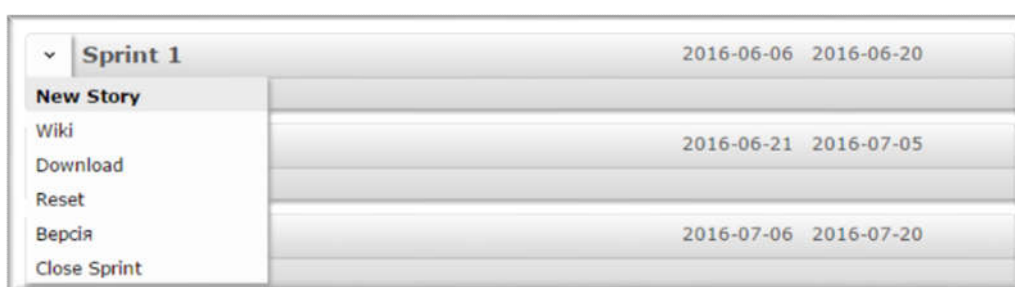 Sprint 1 2016-06-06 2016-06-20
New Story
Wiki
2016-06-21 2016-07-05
Download
Reset
Версія 2016-07-06 2016-07-20
Close Sprint